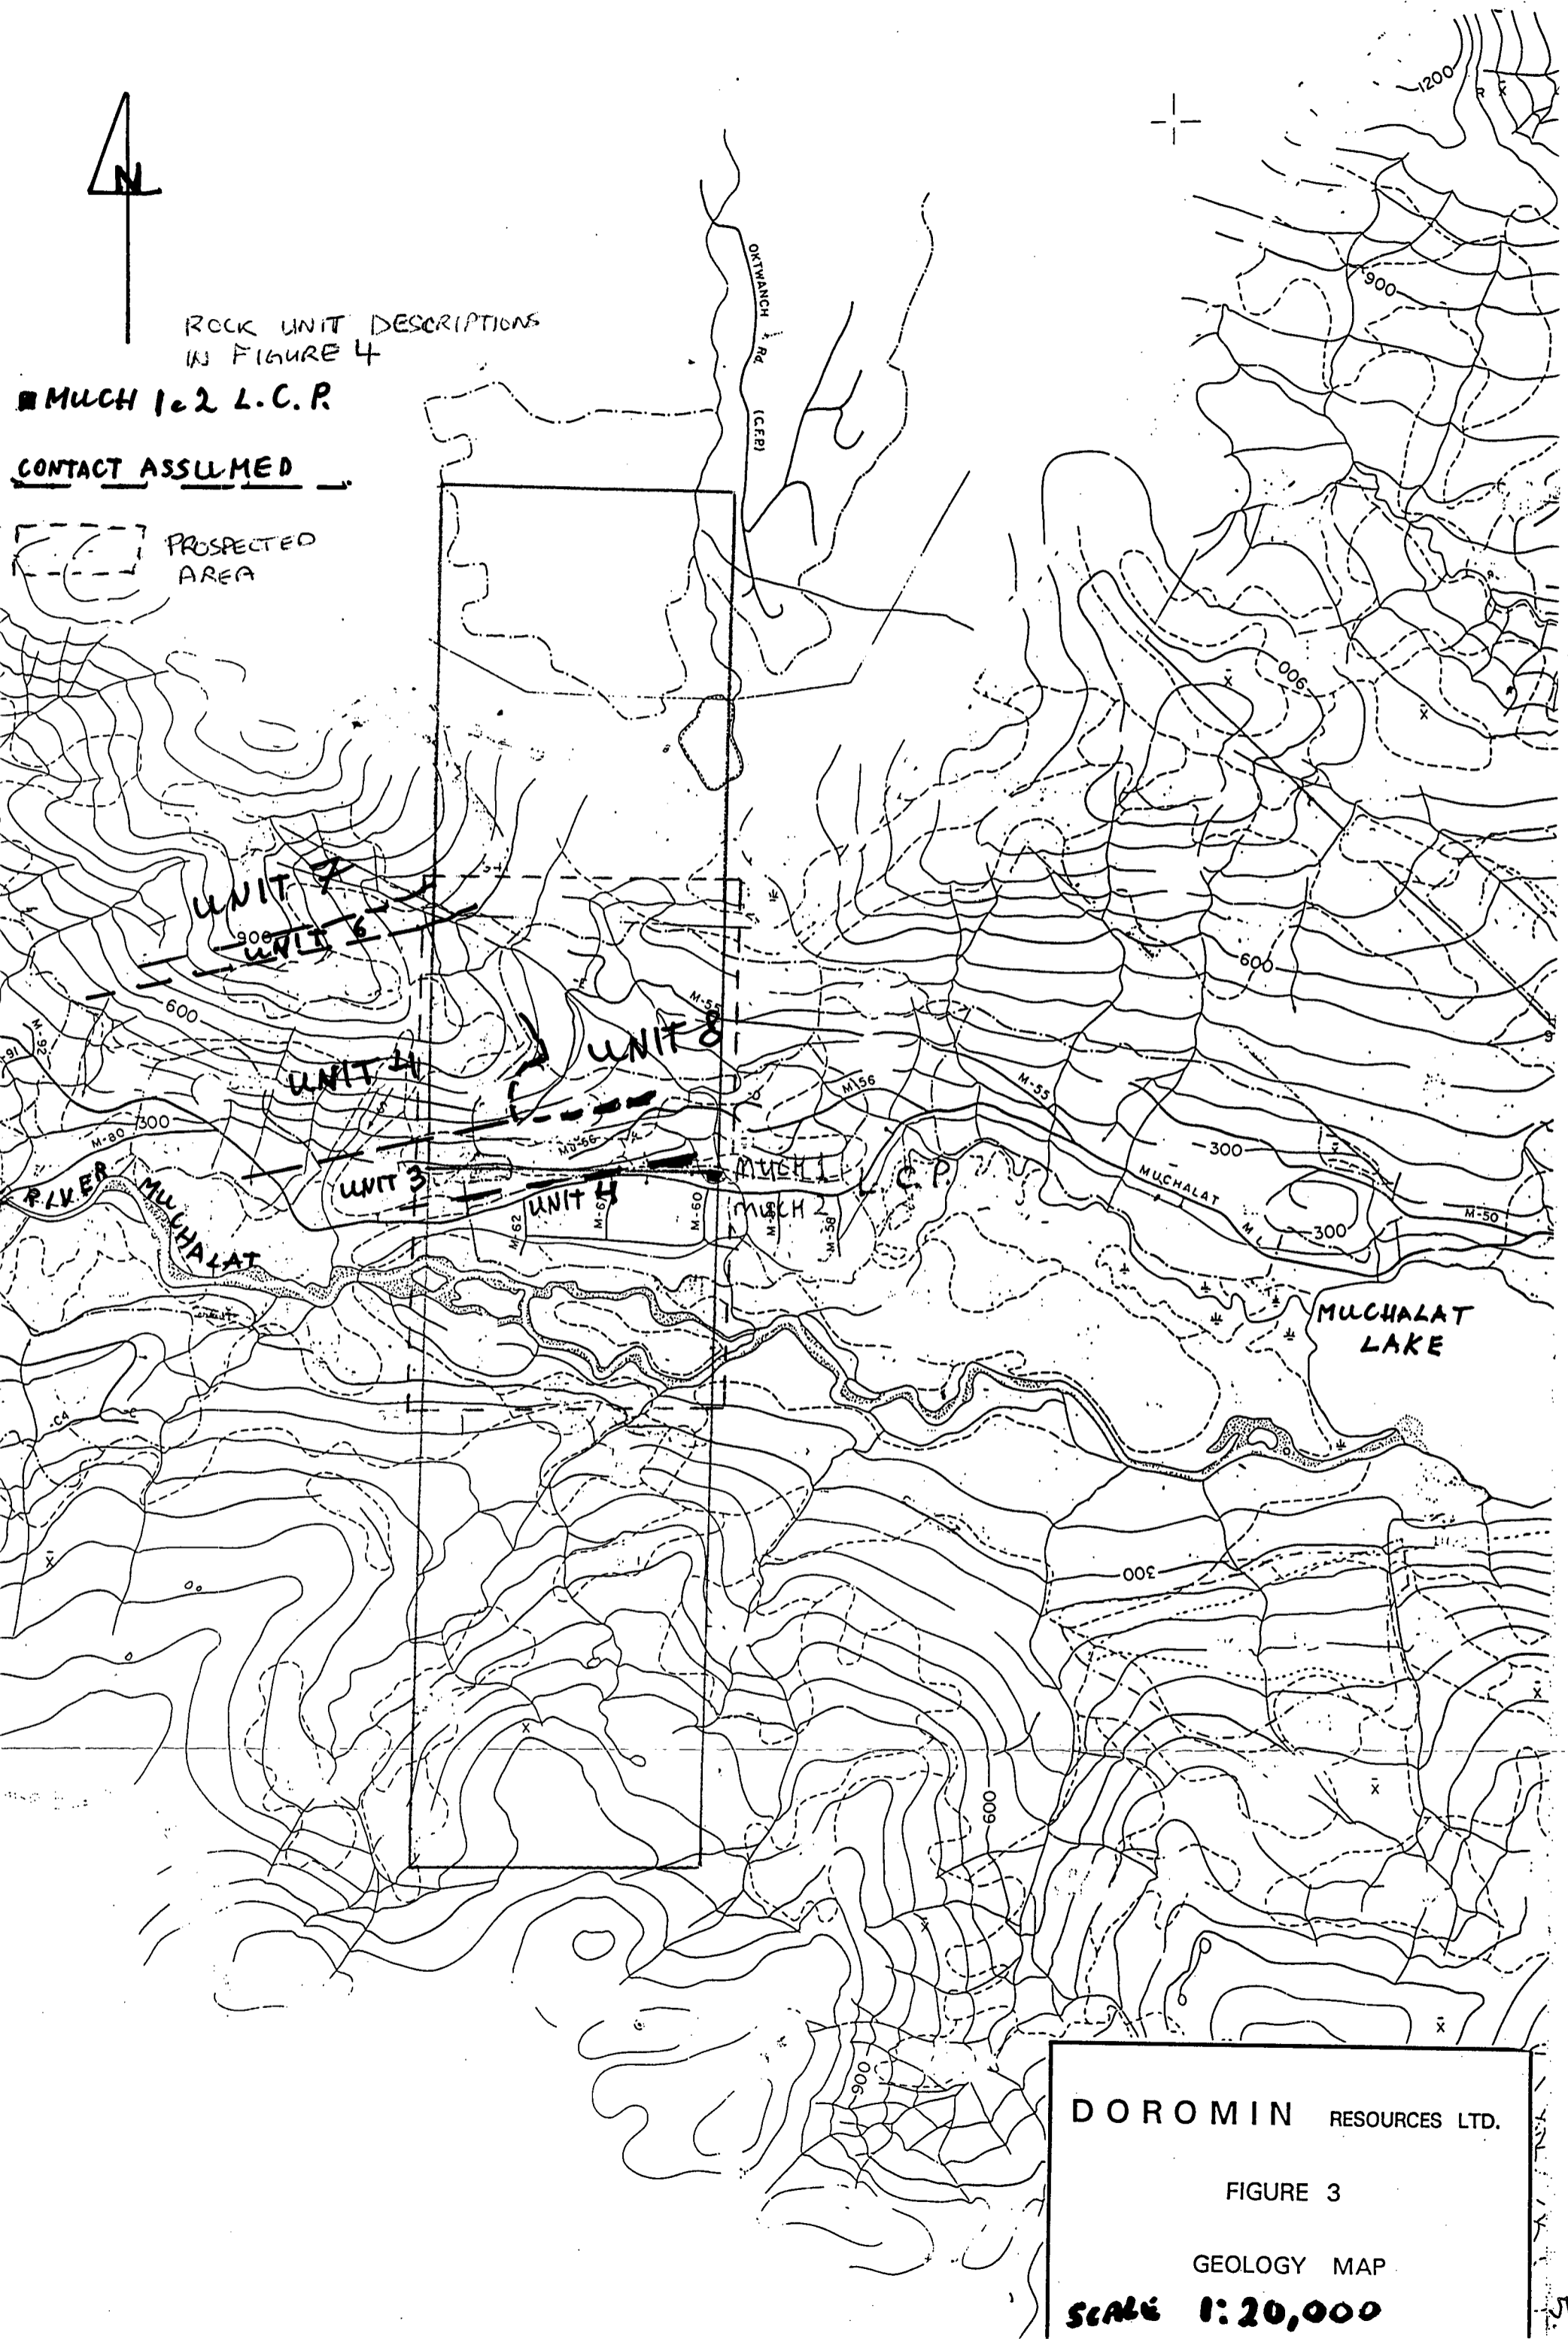 1200
N
OKTWANCH Rd. (C.F.P.)
900
ROCK UNIT DESCRIPTIONS
IN FIGURE 4
MUCH 1&2 L.C.P.
CONTACT ASSUMED
PROSPECTED
AREA
900
UNIT 7
900
UNIT 6
600
600
M-55
UNIT 8
UNIT 4
M-56
M-55
M-80
300
300
UNIT 3
UNIT 4
MUCH 1
MUCH 2
L.C.P.
M-62
M-60
M-58
MUCHALAT
M-50
300
RIVER
MUCHALAT
MUCHALAT
LAKE
300
600
900
DOROMIN RESOURCES LTD.
FIGURE 3
GEOLOGY MAP
SCALE 1:20,000